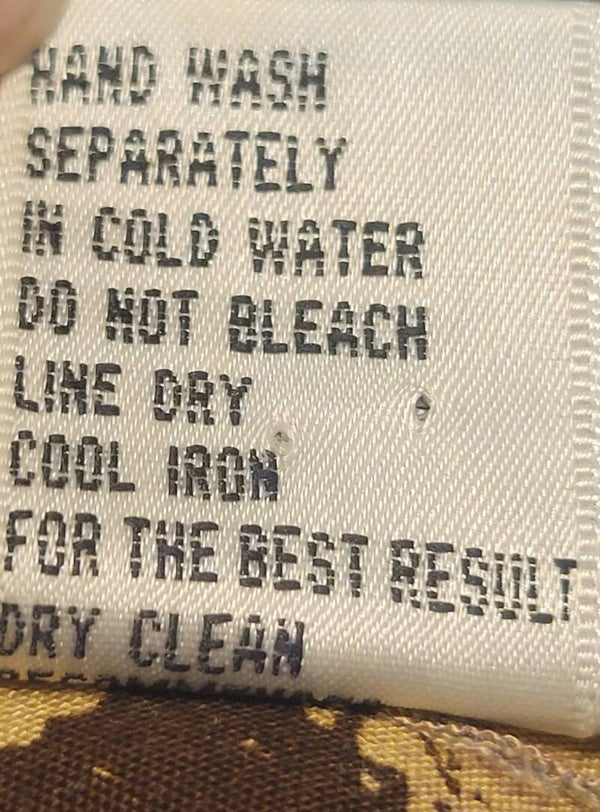 HAND WASH
SEPARATELY
IN COLD WATER
DO NOT BLEACH
LINE DRY
COOL IRON
FOR THE BEST RESULT
DRY CLEAN